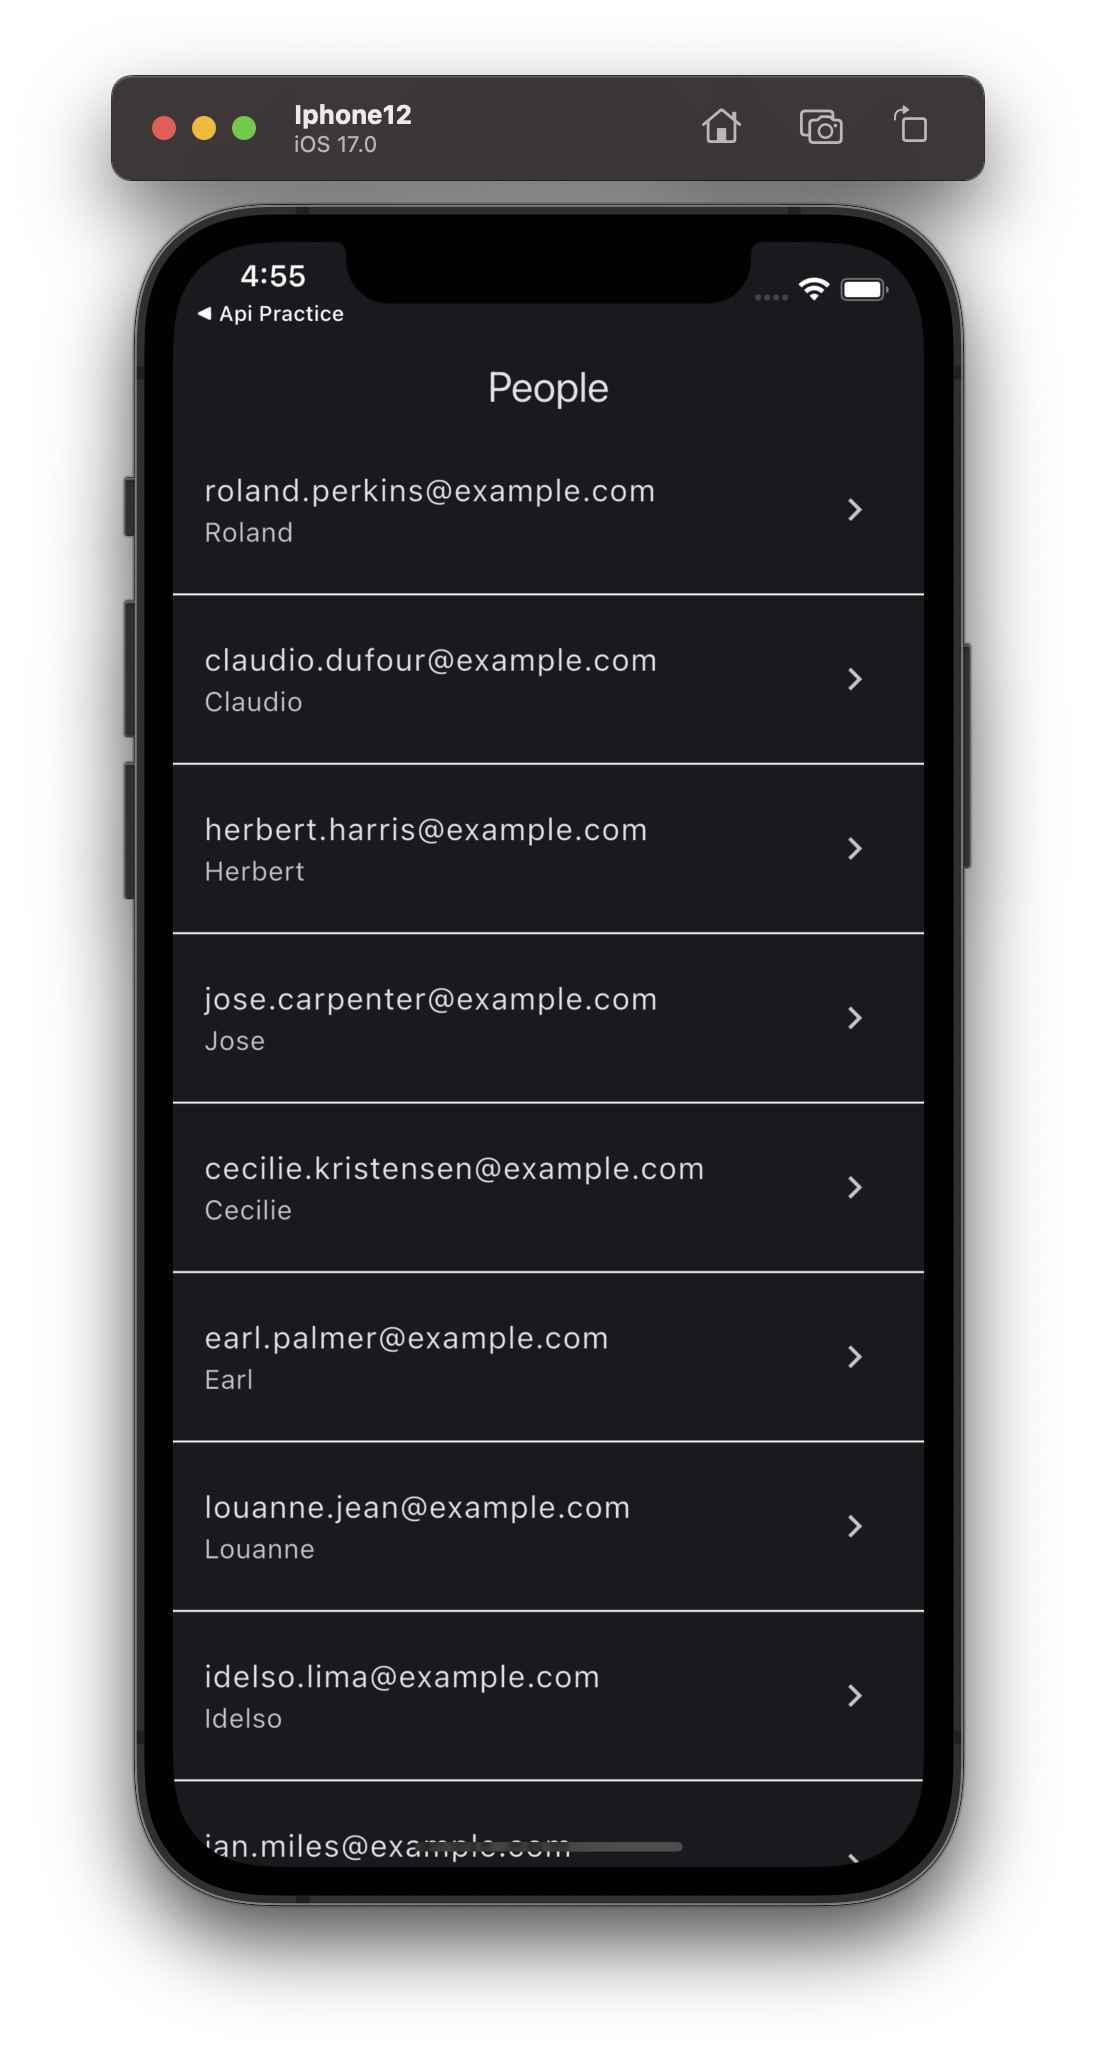 Iphone12
iOS 17.0
4:55
◀ Api Practice
People
roland.perkins@example.com
Roland
claudio.dufour@example.com
Claudio
herbert.harris@example.com
Herbert
jose.carpenter@example.com
Jose
cecilie.kristensen@example.com
Cecilie
earl.palmer@example.com
Earl
louanne.jean@example.com
Louanne
idelso.lima@example.com
Idelso
ian.miles@example.com